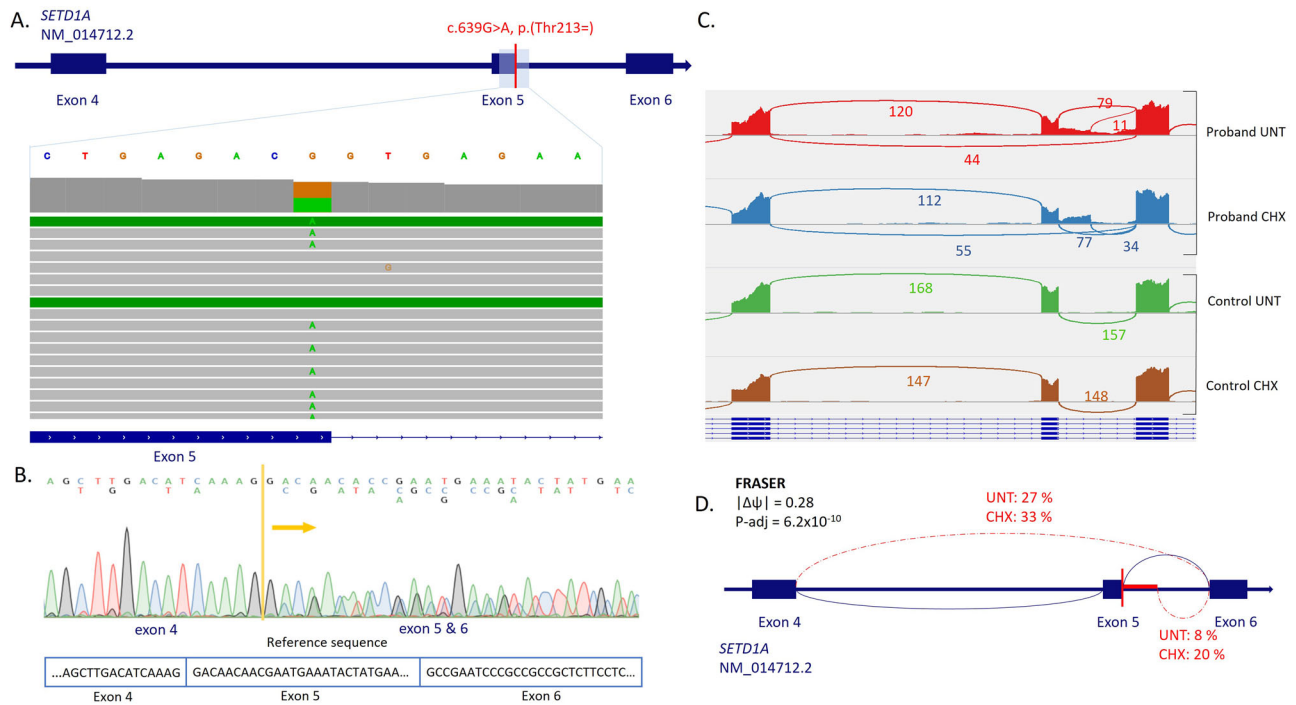 A.
SETD1A
NM_014712.2
c.639G>A, p.(Thr213=)
Exon 4
Exon 5
Exon 6
C T G A G A C G G T G A G A A
A
A
A
G
A
A
A
A
A
A
Exon 5
B.
A G C T T G A C A T C A A A G G A C A A C A C C G A A T G A A A T A C T A T G A A
T G T A C G A T A C G C C C C G C T A T T C
A G G A
exon 4
exon 5 & 6
Reference sequence
...AGCTTGACATCAAAG GACAACAACGAATGAAATACTATGAA... GCCGAATCCCGCCGCCGCTCTTCCTC...
Exon 4 Exon 5 Exon 6
C.
120
79
11
44
Proband UNT
112
55
77
34
Proband CHX
168
157
Control UNT
147
148
Control CHX
D.
FRASER
|Δψ| = 0.28
P-adj = 6.2x10⁻¹⁰
UNT: 27 %
CHX: 33 %
Exon 4
Exon 5
Exon 6
UNT: 8 %
CHX: 20 %
SETD1A
NM_014712.2